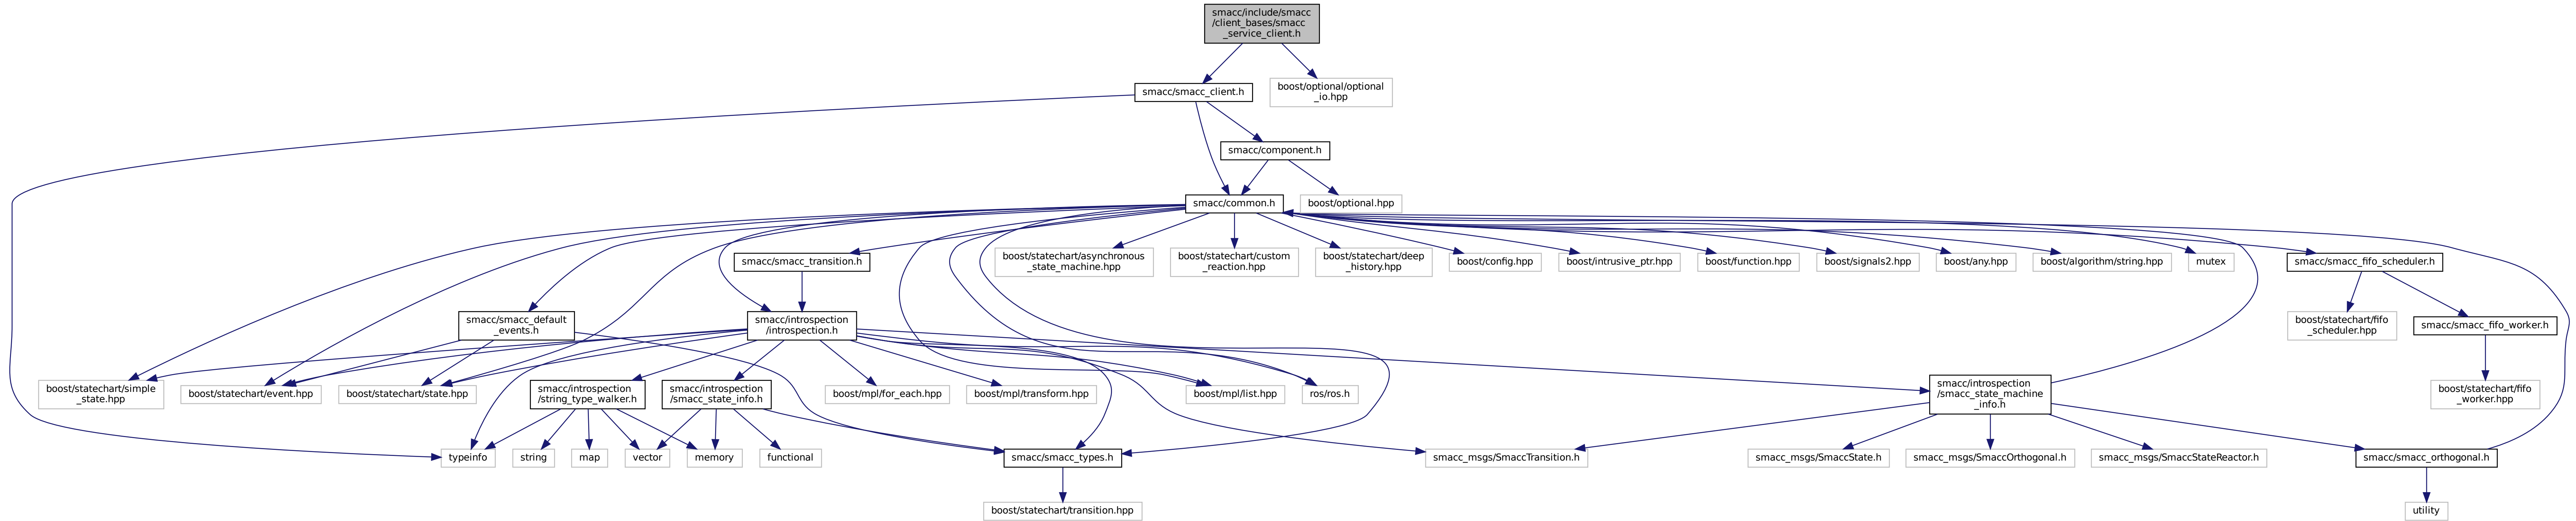 smacc/include/smacc
/client_bases/smacc
_service_client.h
smacc/smacc_client.h
boost/optional/optional
_io.hpp
smacc/component.h
smacc/common.h
boost/optional.hpp
smacc/smacc_transition.h
boost/statechart/asynchronous
_state_machine.hpp
boost/statechart/custom
_reaction.hpp
boost/statechart/deep
_history.hpp
boost/config.hpp
boost/intrusive_ptr.hpp
boost/function.hpp
boost/signals2.hpp
boost/any.hpp
boost/algorithm/string.hpp
mutex
smacc/smacc_fifo_scheduler.h
smacc/smacc_default
_events.h
smacc/introspection
/introspection.h
boost/statechart/fifo
_scheduler.hpp
smacc/smacc_fifo_worker.h
boost/statechart/simple
_state.hpp
boost/statechart/event.hpp
boost/statechart/state.hpp
smacc/introspection
/string_type_walker.h
smacc/introspection
/smacc_state_info.h
boost/mpl/for_each.hpp
boost/mpl/transform.hpp
boost/mpl/list.hpp
ros/ros.h
smacc/introspection
/smacc_state_machine
_info.h
boost/statechart/fifo
_worker.hpp
typeinfo
string
map
vector
memory
functional
smacc/smacc_types.h
smacc_msgs/SmaccTransition.h
smacc_msgs/SmaccState.h
smacc_msgs/SmaccOrthogonal.h
smacc_msgs/SmaccStateReactor.h
smacc/smacc_orthogonal.h
boost/statechart/transition.hpp
utility